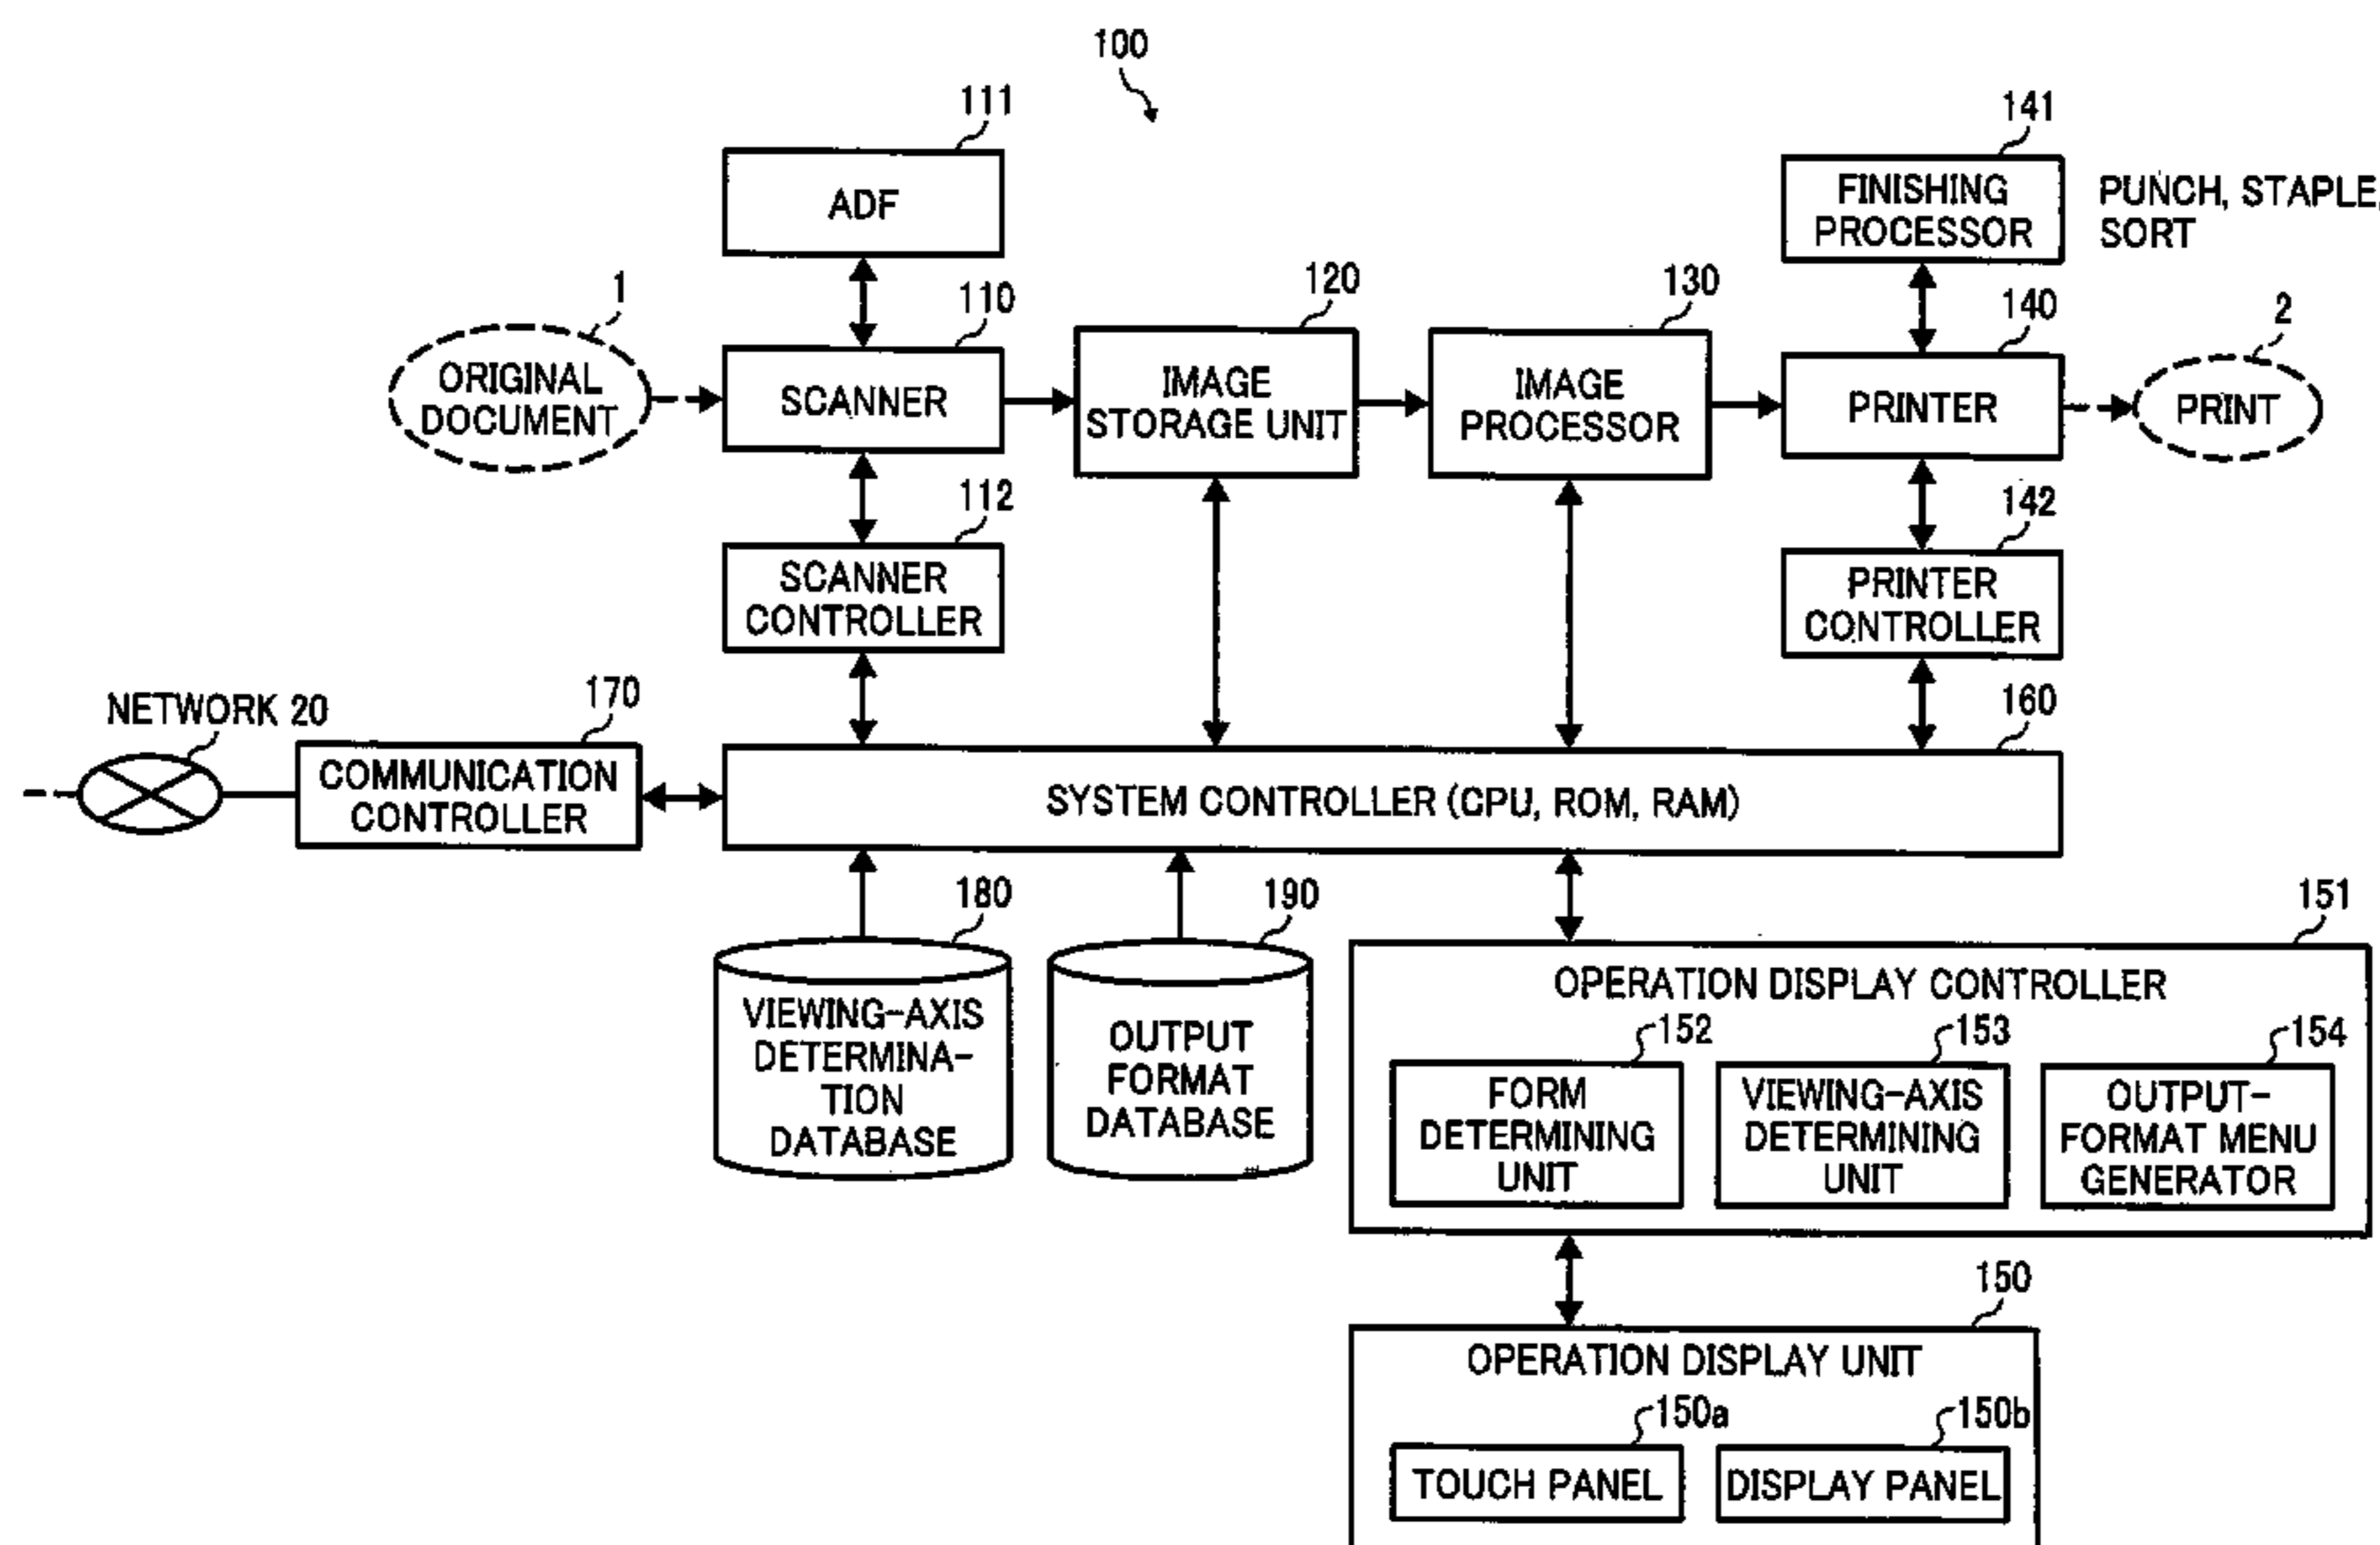 100
111
ADF
141
FINISHING
PROCESSOR
PUNCH, STAPLE,
SORT
1
ORIGINAL
DOCUMENT
110
SCANNER
120
IMAGE
STORAGE UNIT
130
IMAGE
PROCESSOR
140
PRINTER
2
PRINT
112
SCANNER
CONTROLLER
142
PRINTER
CONTROLLER
NETWORK 20
170
COMMUNICATION
CONTROLLER
160
SYSTEM CONTROLLER (CPU, ROM, RAM)
180
VIEWING-AXIS
DETERMINA-
TION
DATABASE
190
OUTPUT
FORMAT
DATABASE
151
OPERATION DISPLAY CONTROLLER
152
FORM
DETERMINING
UNIT
153
VIEWING-AXIS
DETERMINING
UNIT
154
OUTPUT-
FORMAT MENU
GENERATOR
150
OPERATION DISPLAY UNIT
150a
TOUCH PANEL
150b
DISPLAY PANEL